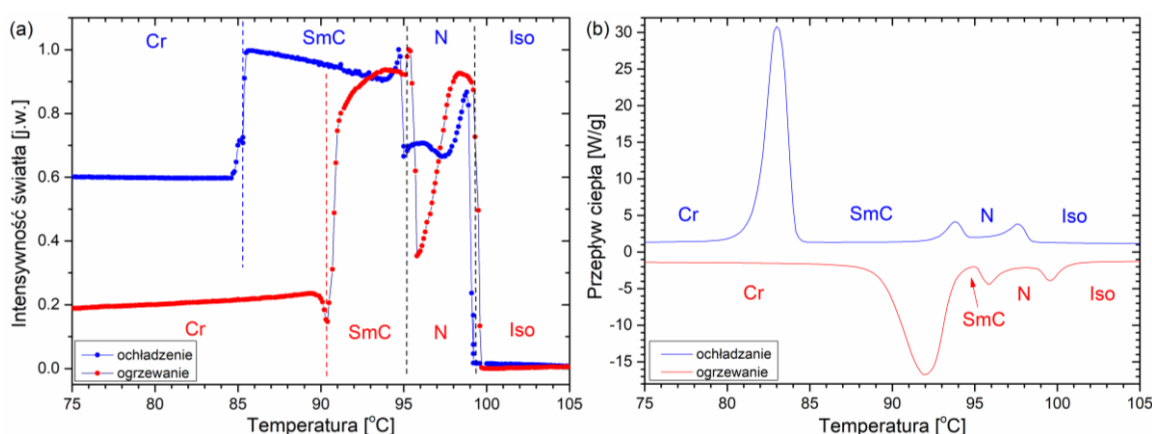 (a)
Cr
SmC
N
Iso
1.0
0.8
0.6
0.4
0.2
0.0
Intensywność światła [j.w.]
Cr
SmC
N
Iso
ochładzenie
ogrzewanie
75 80 85 90 95 100 105
Temperatura [°C]
(b)
30
25
20
15
10
5
0
-5
-10
-15
Przepływ ciepła [W/g]
Cr
SmC
N
Iso
Cr
SmC
N
Iso
ochładzanie
ogrzewanie
75 80 85 90 95 100 105
Temperatura [°C]